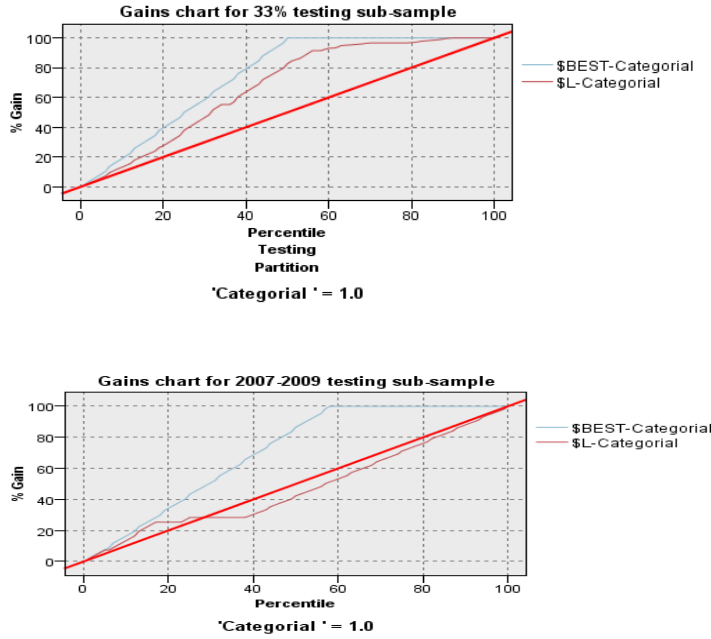 Gains chart for 33% testing sub-sample
100
80
60
40
20
0
% Gain
0 20 40 60 80 100
Percentile
Testing
Partition
'Categorial ' = 1.0
$BEST-Categorial
$L-Categorial
Gains chart for 2007-2009 testing sub-sample
100
80
60
40
20
0
% Gain
0 20 40 60 80 100
Percentile
'Categorial ' = 1.0
$BEST-Categorial
$L-Categorial